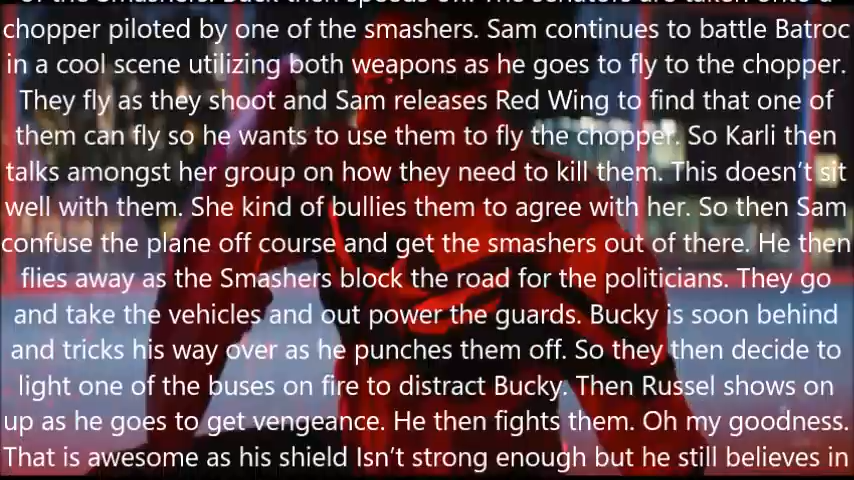 of the Smashers. Buck then speeds off. The senators are taken onto a
chopper piloted by one of the smashers. Sam continues to battle Batroc
in a cool scene utilizing both weapons as he goes to fly to the chopper.
They fly as they shoot and Sam releases Red Wing to find that one of
them can fly so he wants to use them to fly the chopper. So Karli then
talks amongst her group on how they need to kill them. This doesn’t sit
well with them. She kind of bullies them to agree with her. So then Sam
confuse the plane off course and get the smashers out of there. He then
flies away as the Smashers block the road for the politicians. They go
and take the vehicles and out power the guards. Bucky is soon behind
and tricks his way over as he punches them off. So they then decide to
light one of the buses on fire to distract Bucky. Then Russel shows on
up as he goes to get vengeance. He then fights them. Oh my goodness.
That is awesome as his shield Isn’t strong enough but he still believes in